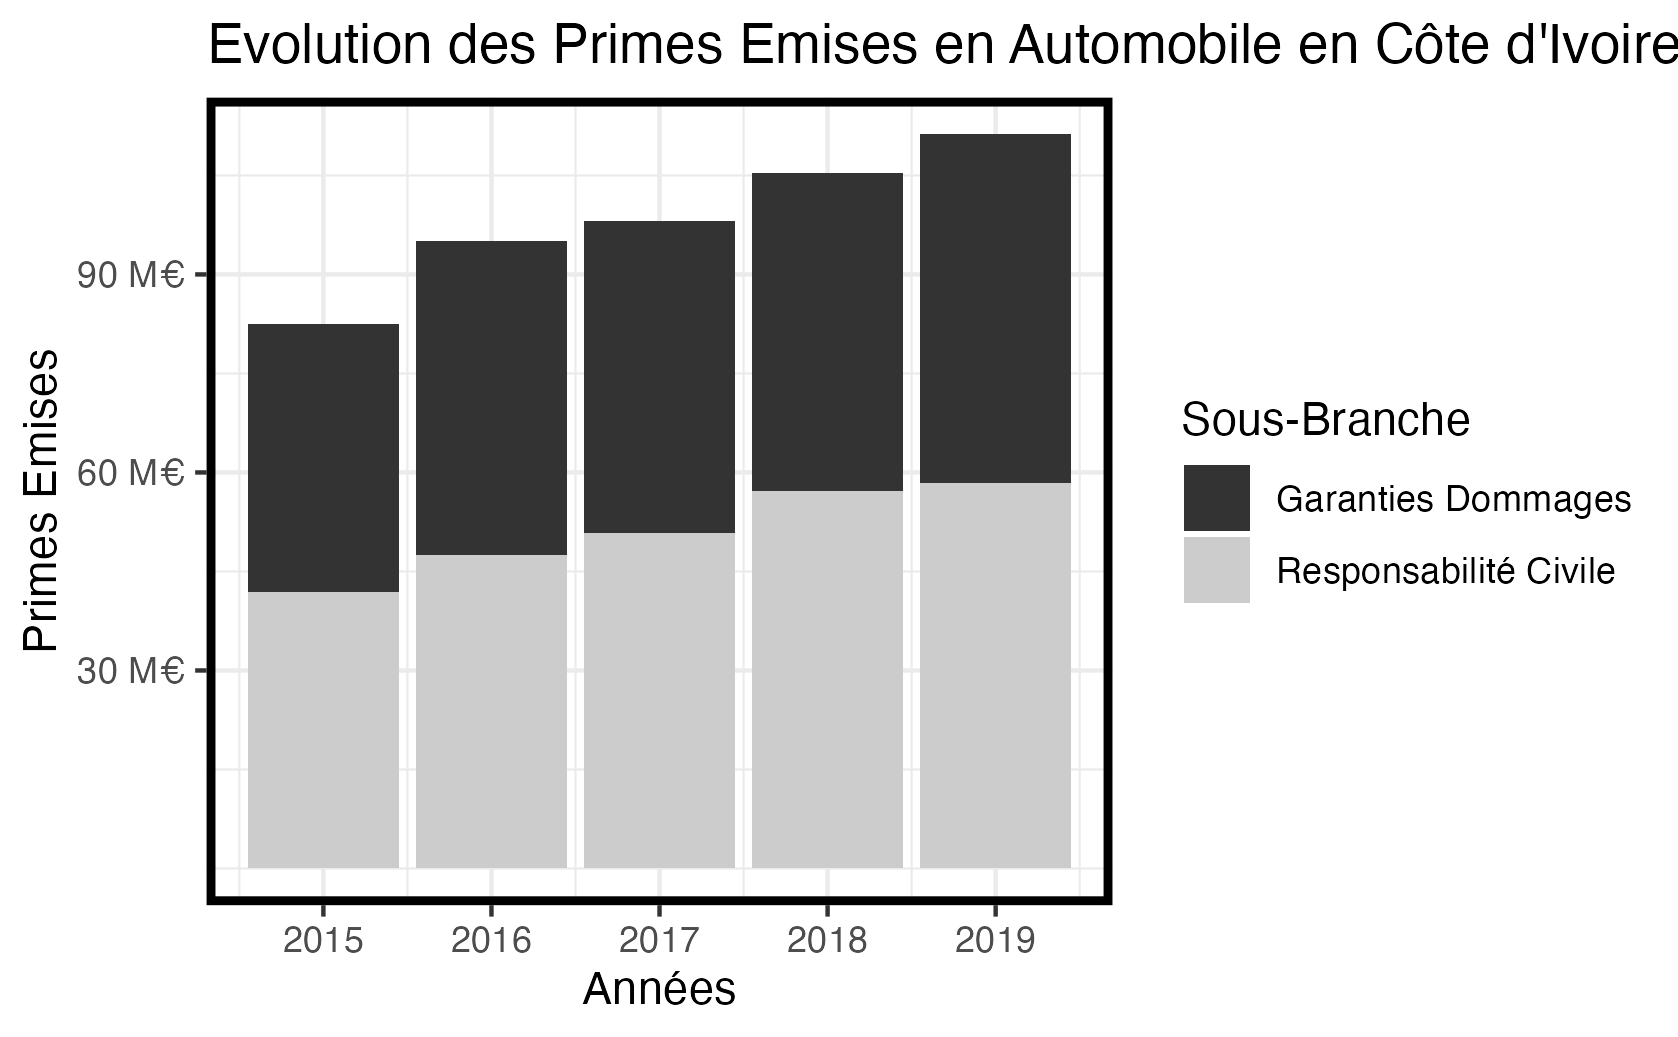 Evolution des Primes Emises en Automobile en Côte d'Ivoire
90 M€
60 M€
30 M€
Primes Emises
2015 2016 2017 2018 2019
Années
Sous-Branche
Garanties Dommages
Responsabilité Civile